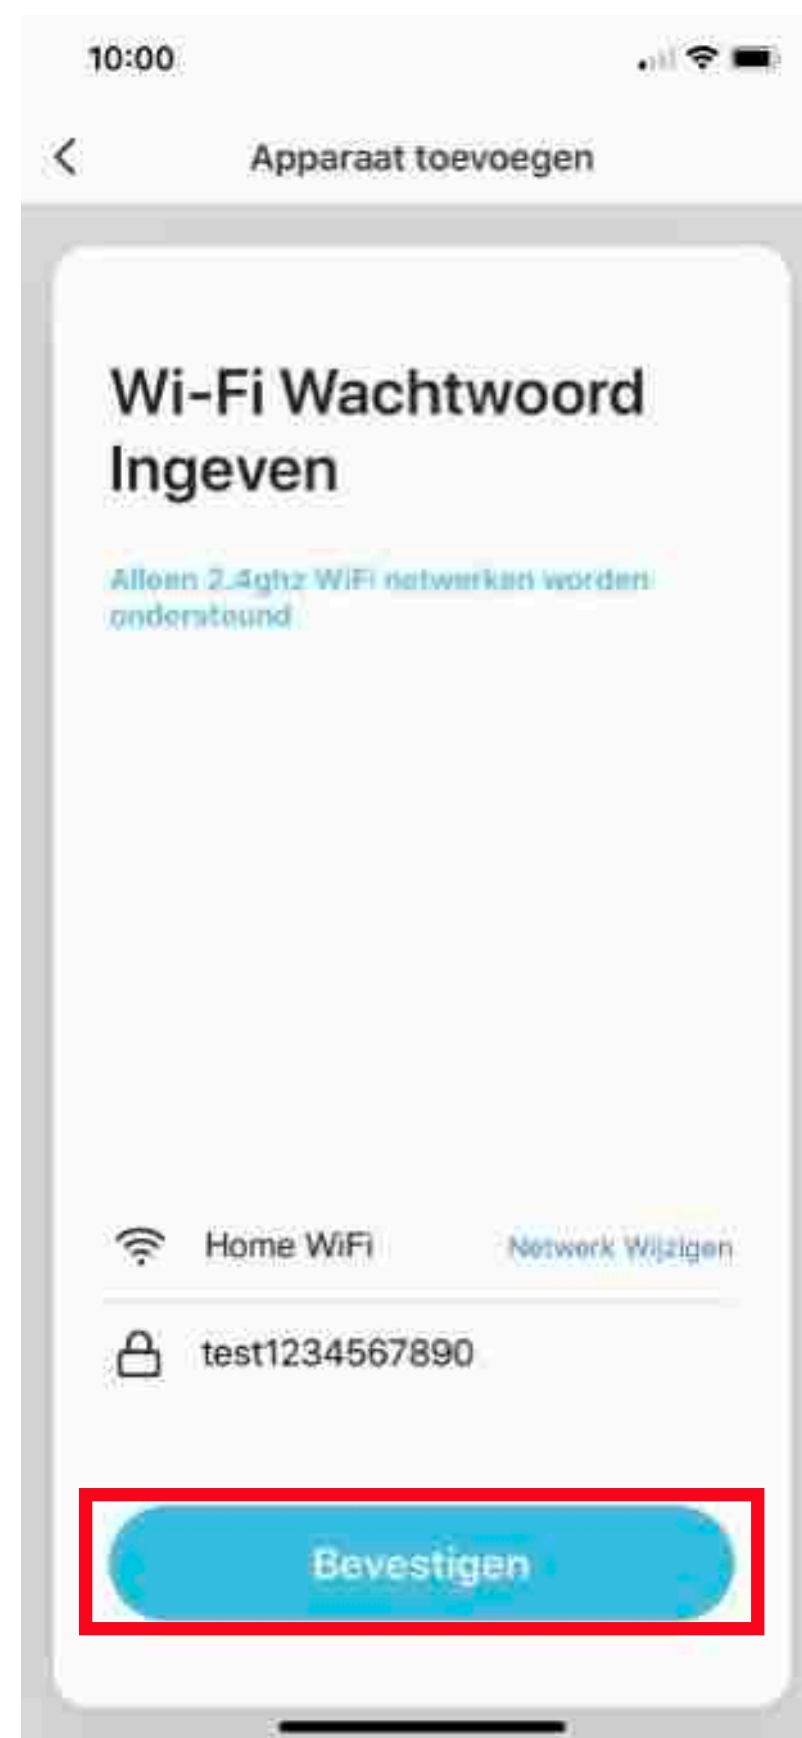 10:00
Apparaat toevoegen
Wi-Fi Wachtwoord
Ingeven
Alleen 2.4ghz WiFi netwerken worden
ondersteund
Home WiFi
Netwerk Wijzigen
test1234567890
Bevestigen